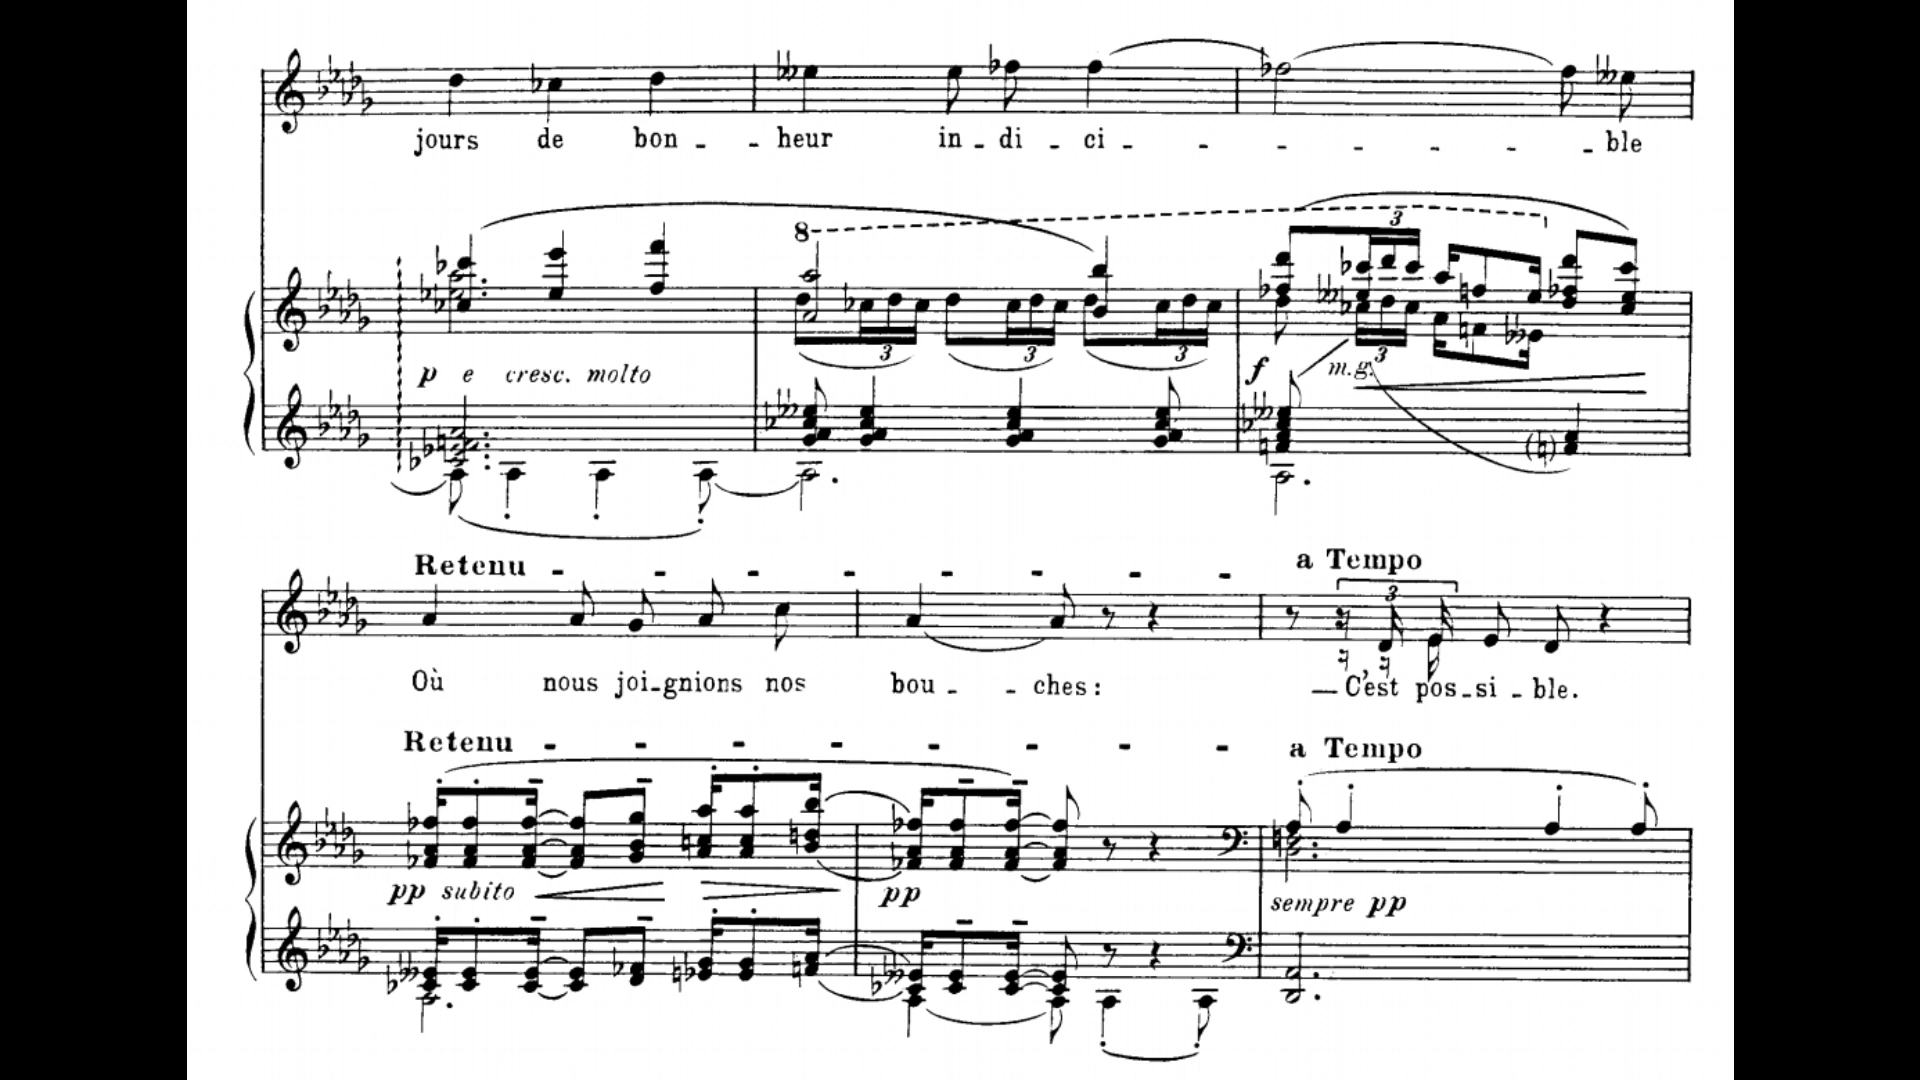 jours de bon - - heur in - di - ci - - - - - - - ble
8
3
3 3 3 3
p e cresc. molto f m.g.
Retenu - - - - - - - - a Tempo
3
Où nous joi-gnions nos bou - - ches: — C'est pos-si-ble.
Retenu - - - - - - - - a Tempo
pp subito pp sempre pp